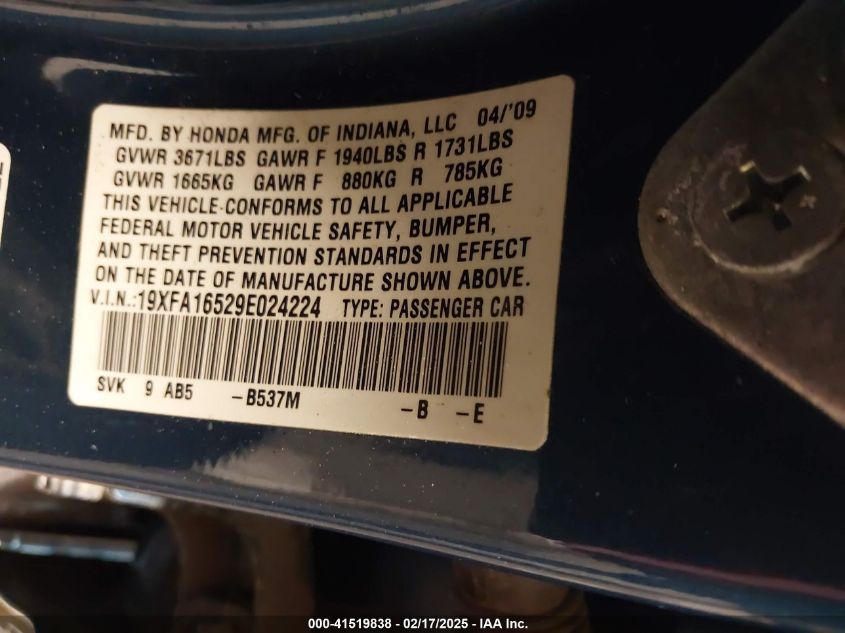 MFD. BY HONDA MFG. OF INDIANA, LLC 04/'09
GVWR 3671LBS GAWR F 1940LBS R 1731LBS
GVWR 1665KG GAWR F 880KG R 785KG
THIS VEHICLE CONFORMS TO ALL APPLICABLE
FEDERAL MOTOR VEHICLE SAFETY, BUMPER,
AND THEFT PREVENTION STANDARDS IN EFFECT
ON THE DATE OF MANUFACTURE SHOWN ABOVE.
V.I.N.:19XFA16529E024224 TYPE: PASSENGER CAR
SVK 9 AB5 -B537M -B -E
000-41519838 - 02/17/2025 - IAA Inc.